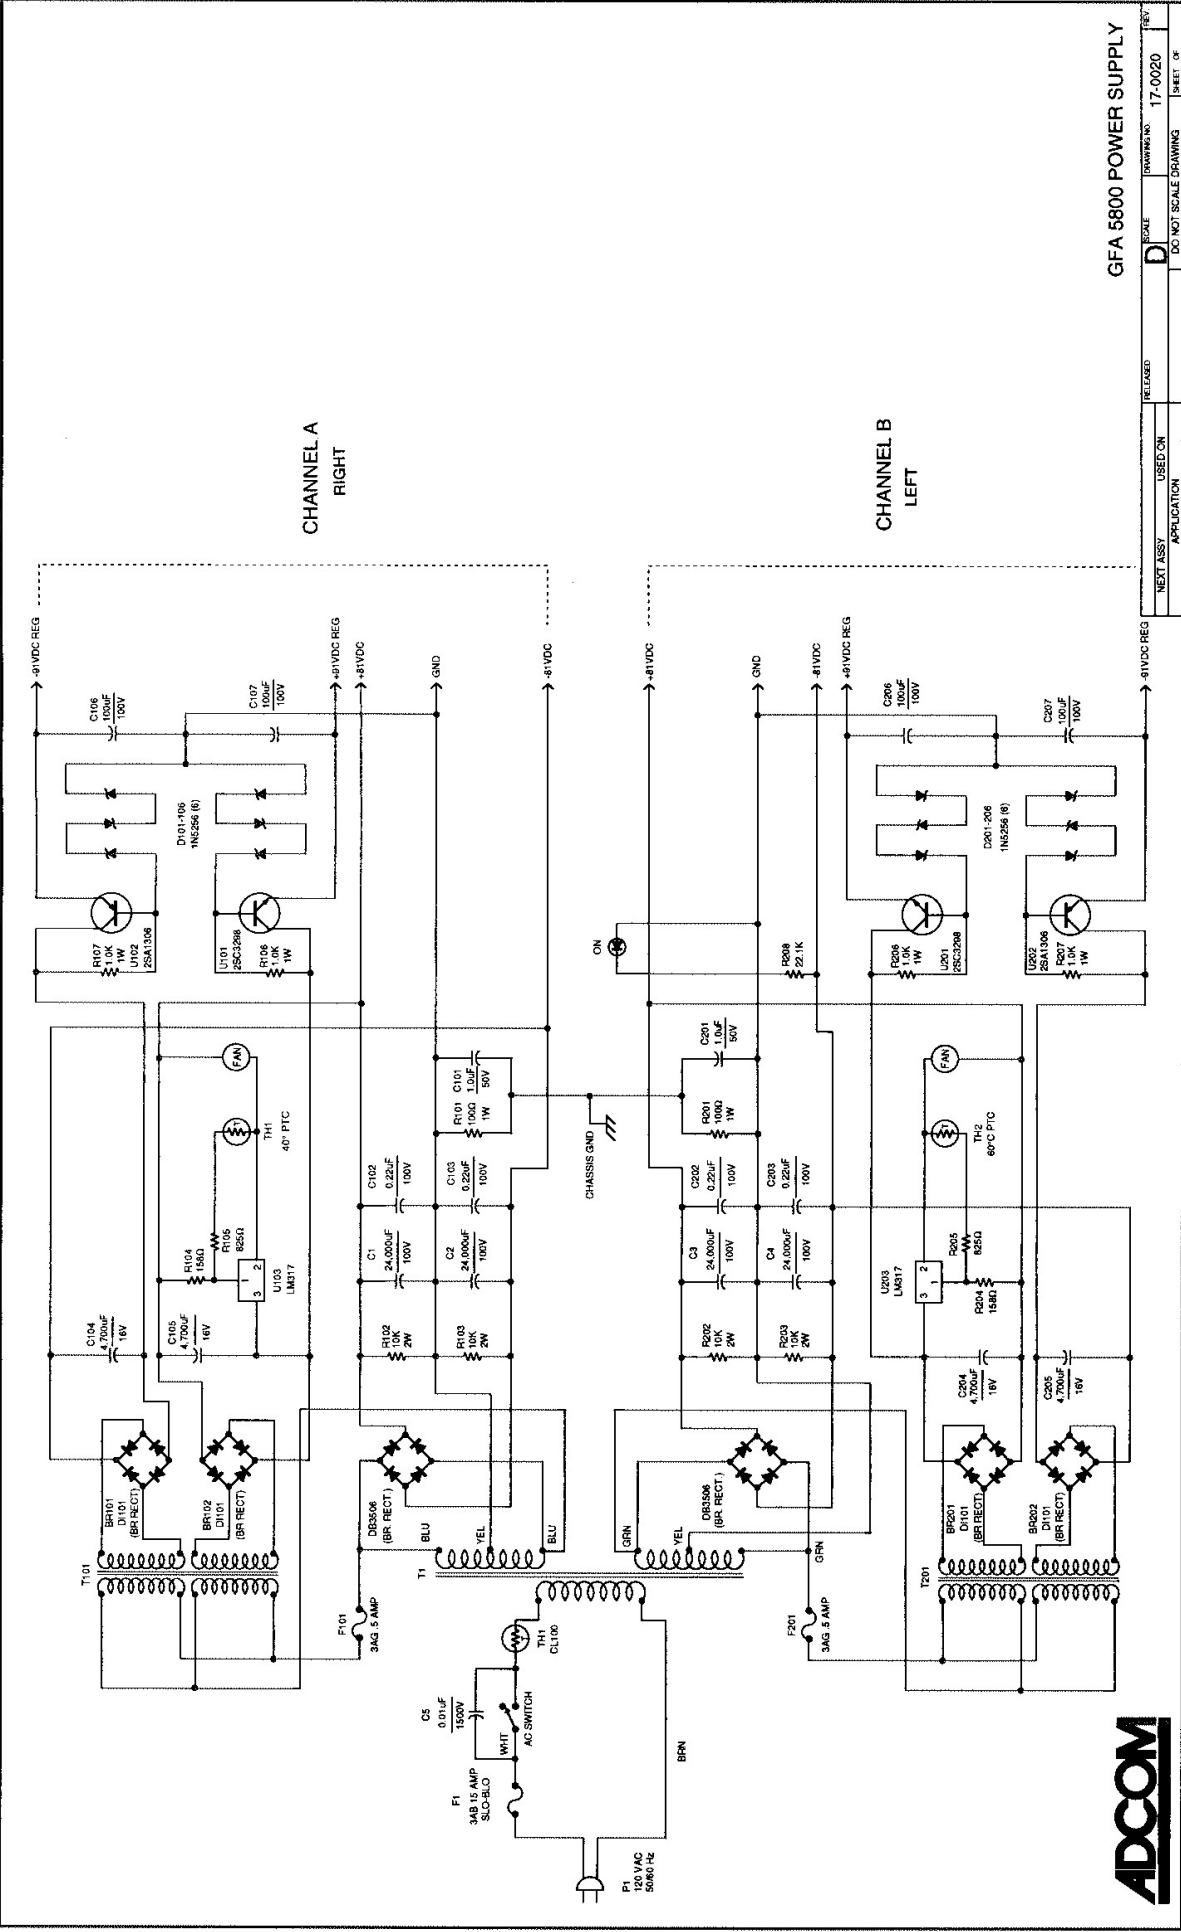 -91VDC REG
C106
100uF
100V
C107
100uF
100V
+91VDC REG
+81VDC
GND
-81VDC
CHANNEL A
RIGHT
D101-106
1N5256 (6)
R107
1.0K
1W
U102
2SA1306
U101
2SC3298
R106
1.0K
1W
FAN
T
TH1
40° PTC
R104
158Ω
R105
825Ω
1
2
3
U103
LM317
C104
4,700uF
16V
C105
4,700uF
16V
BR101
DI101
(BR RECT)
BR102
DI101
(BR RECT)
T101
F101
3AG .5 AMP
DB3506
(BR. RECT.)
BLU
YEL
BLU
T1
R102
10K
2W
R103
10K
2W
C1
24,000uF
100V
C2
24,000uF
100V
C102
0.22uF
100V
C103
0.22uF
100V
R101
100Ω
1W
C101
1.0uF
50V
CHASSIS GND
P1
120 VAC
50/60 Hz
F1
3AB 15 AMP
SLO-BLO
C5
0.01uF
1500V
WHT
AC SWITCH
T
TH1
CL100
BRN
+81VDC
GND
-81VDC
+91VDC REG
-91VDC REG
CHANNEL B
LEFT
ON
R208
22.1K
R201
100Ω
1W
C201
1.0uF
50V
C202
0.22uF
100V
C203
0.22uF
100V
C3
24,000uF
100V
C4
24,000uF
100V
R202
10K
2W
R203
10K
2W
DB3506
(BR RECT.)
GRN
YEL
GRN
F201
3AG .5 AMP
C206
100uF
100V
C207
100uF
100V
D201-206
1N5256 (6)
R206
1.0K
1W
U201
2SC3298
U202
2SA1306
R207
1.0K
1W
FAN
T
TH2
60°C PTC
U203
LM317
3
2
1
R205
825Ω
R204
158Ω
C204
4,700uF
16V
C205
4,700uF
16V
BR201
DI101
(BR RECT)
BR202
DI101
(BR RECT)
T201
ADCOM
GFA 5800 POWER SUPPLY
NEXT ASSY
USED ON
APPLICATION
RELEASED
D
SCALE
DRAWING NO.
17-0020
REV.
DO NOT SCALE DRAWING
SHEET OF